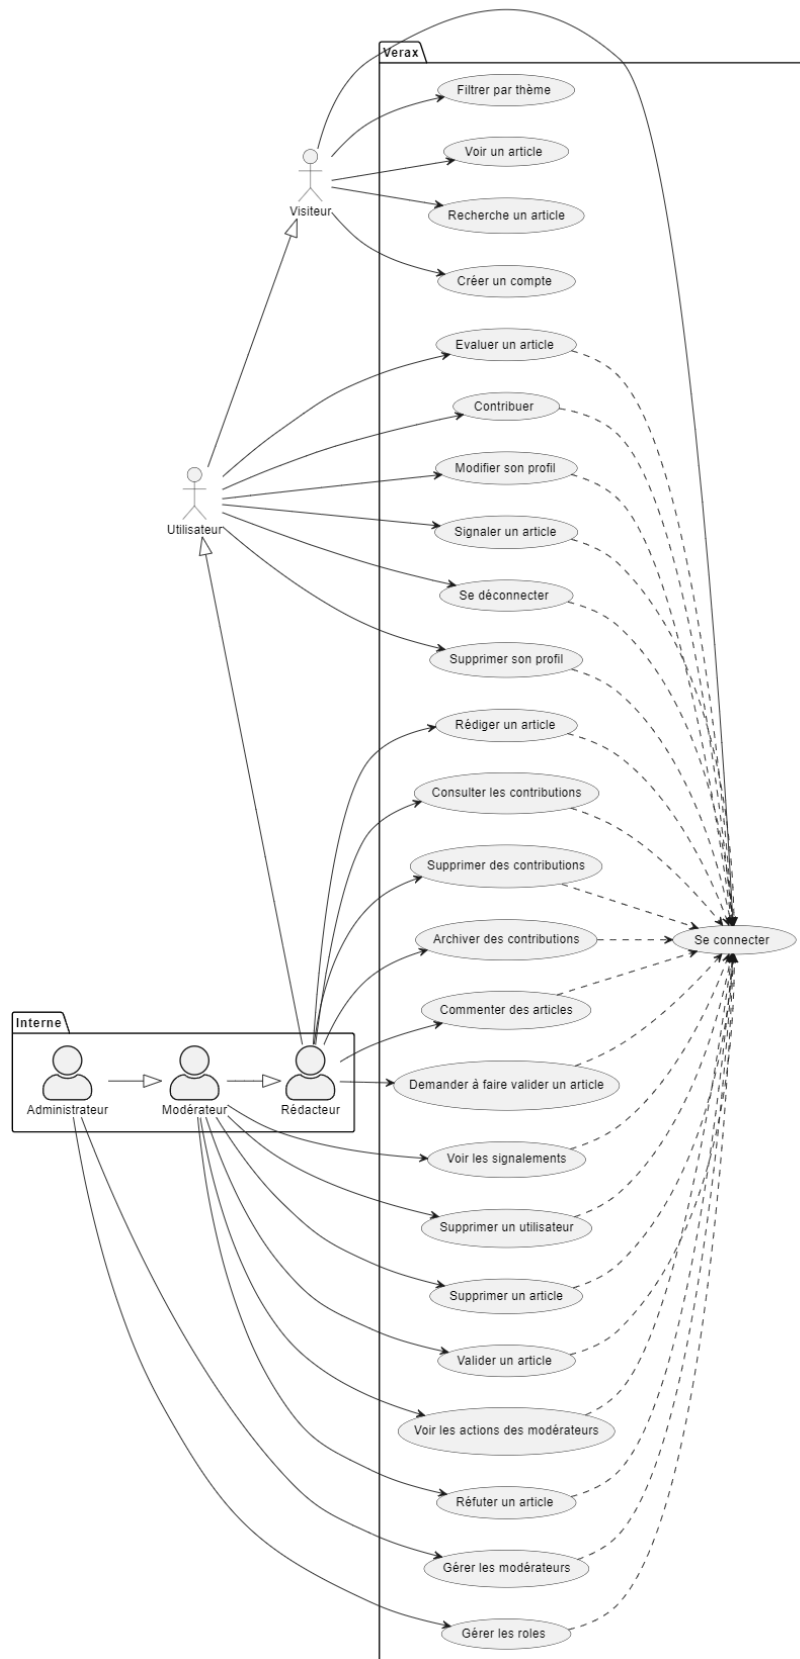 Verax
Filtrer par thème
Voir un article
Recherche un article
Visiteur
Créer un compte
Evaluer un article
Contribuer
Modifier son profil
Utilisateur
Signaler un article
Se déconnecter
Supprimer son profil
Rédiger un article
Consulter les contributions
Supprimer des contributions
Archiver des contributions
Se connecter
Commenter des articles
Interne
Demander à faire valider un article
Administrateur
Modérateur
Rédacteur
Voir les signalements
Supprimer un utilisateur
Supprimer un article
Valider un article
Voir les actions des modérateurs
Réfuter un article
Gérer les modérateurs
Gérer les roles